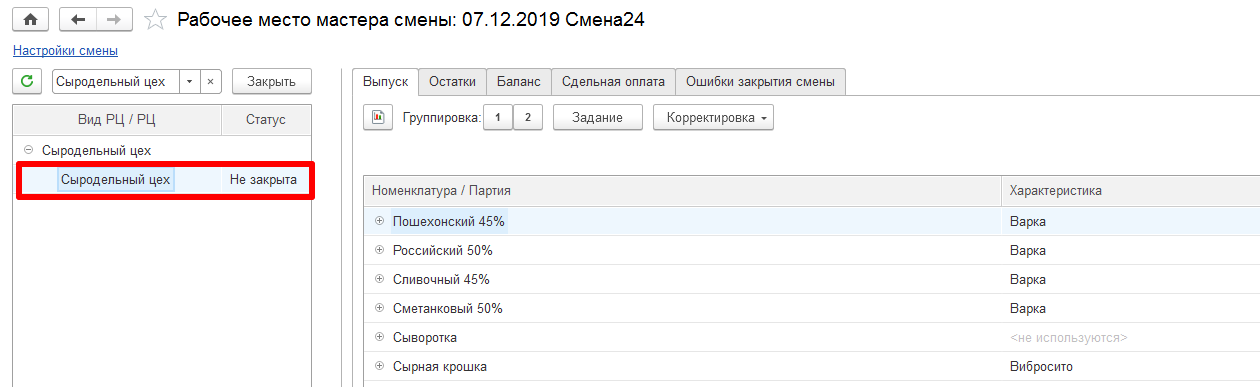 Рабочее место мастера смены: 07.12.2019 Смена24
Настройки смены
Сыродельный цех
Закрыть
Вид РЦ / РЦ Статус
Сыродельный цех
Сыродельный цех Не закрыта
Выпуск Остатки Баланс Сдельная оплата Ошибки закрытия смены
Группировка: 1 2 Задание Корректировка
Номенклатура / Партия Характеристика
Пошехонский 45% Варка
Российский 50% Варка
Сливочный 45% Варка
Сметанковый 50% Варка
Сыворотка <не используются>
Сырная крошка Вибросито